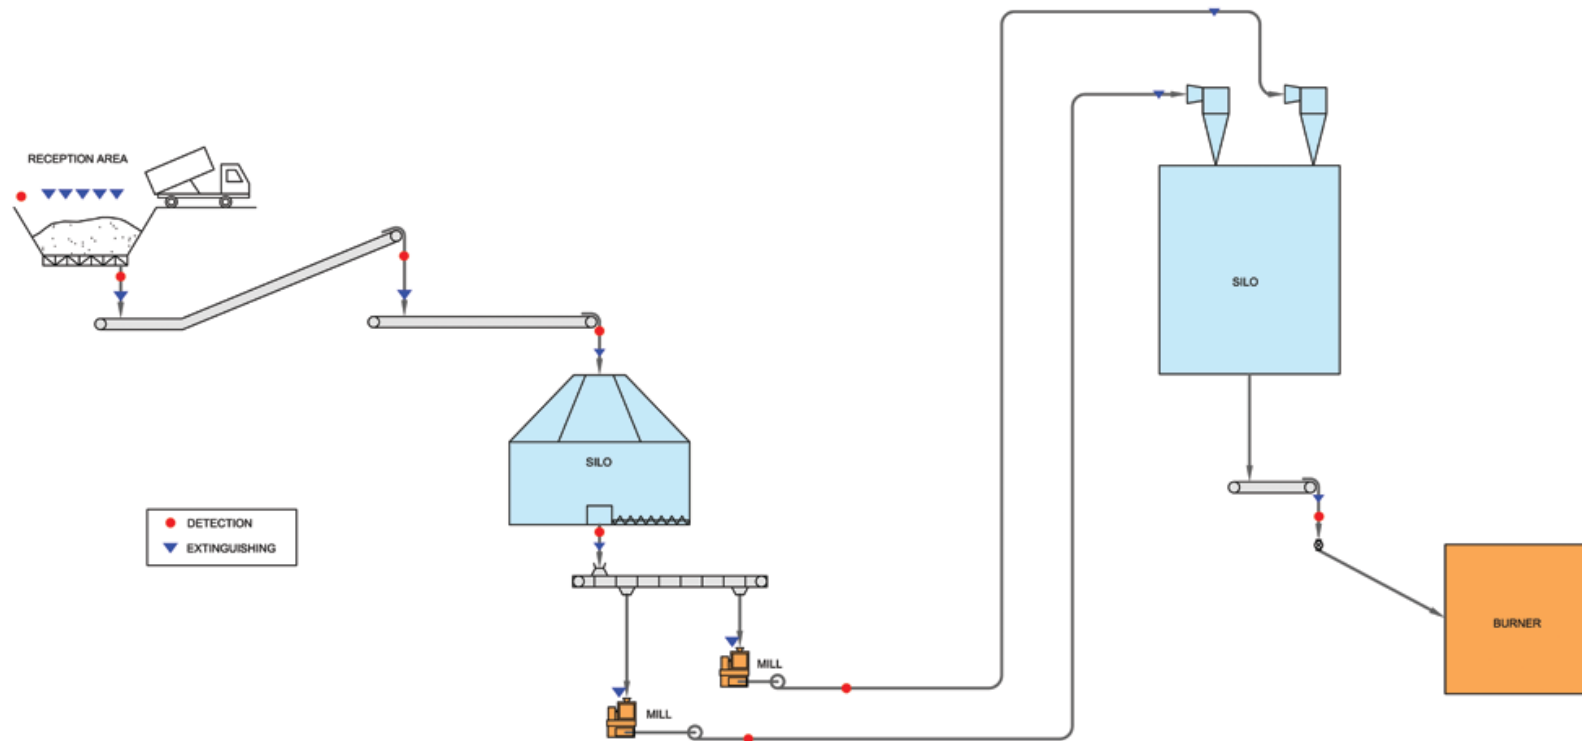 RECEPTION AREA
SILO
SILO
DETECTION
EXTINGUISHING
BURNER
MILL
MILL